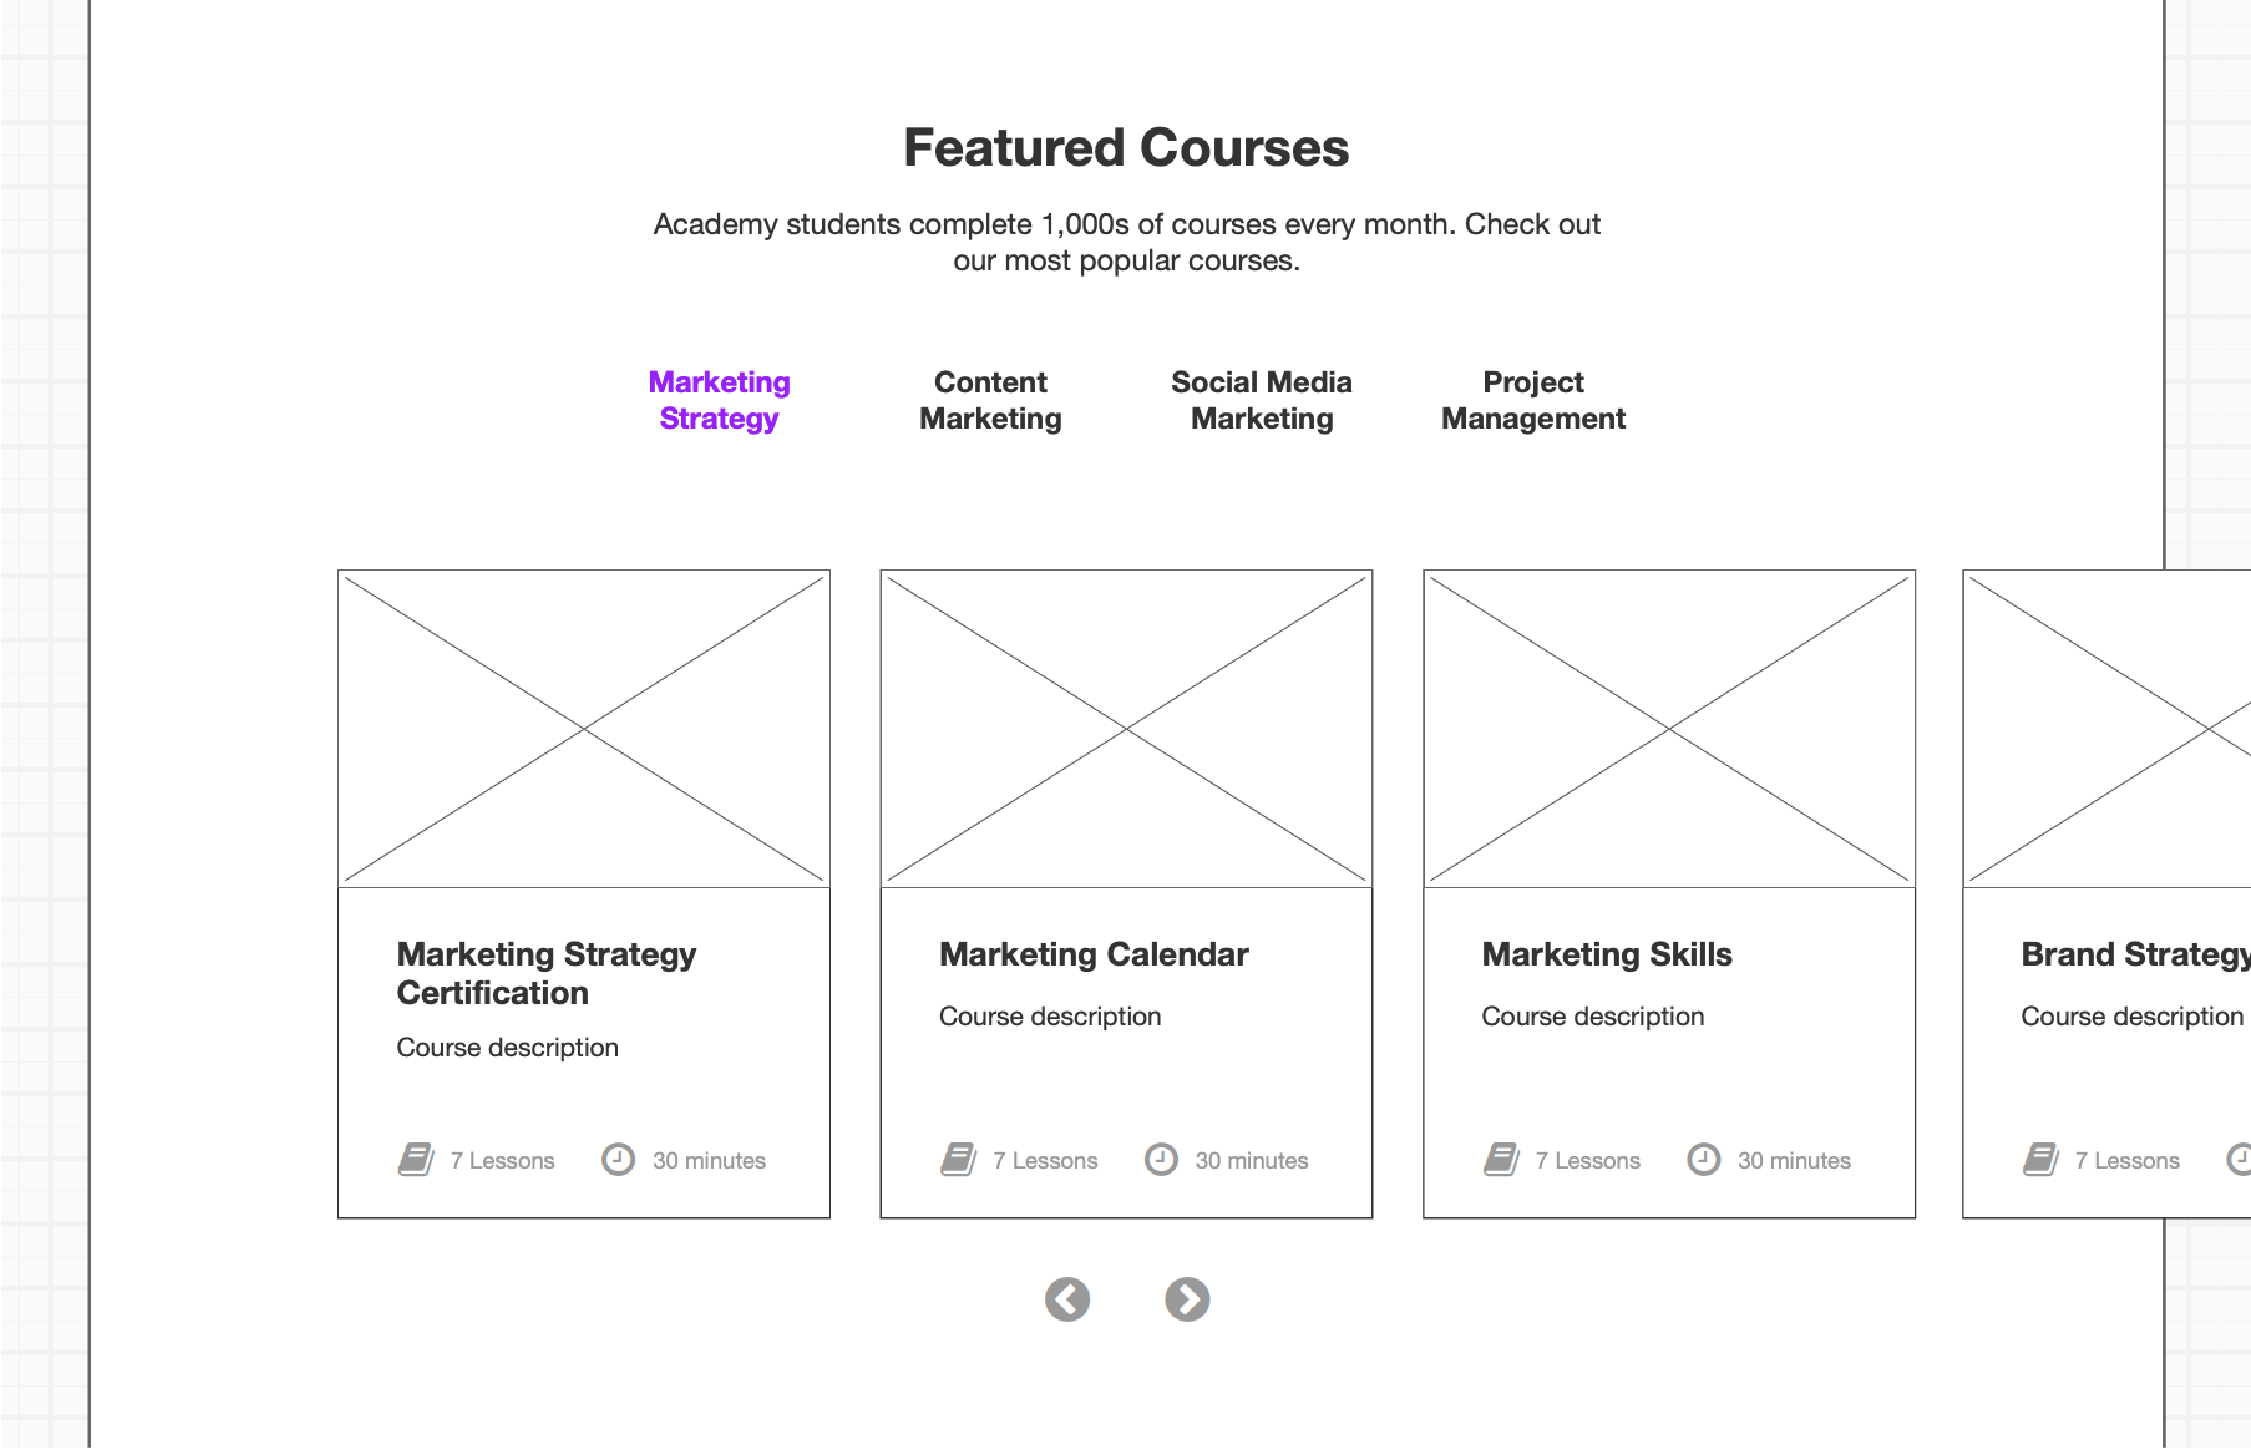 Featured Courses
Academy students complete 1,000s of courses every month. Check out
our most popular courses.
Marketing
Strategy
Content
Marketing
Social Media
Marketing
Project
Management
Marketing Strategy
Certification
Course description
7 Lessons
30 minutes
Marketing Calendar
Course description
7 Lessons
30 minutes
Marketing Skills
Course description
7 Lessons
30 minutes
Brand Strategy
Course description
7 Lessons